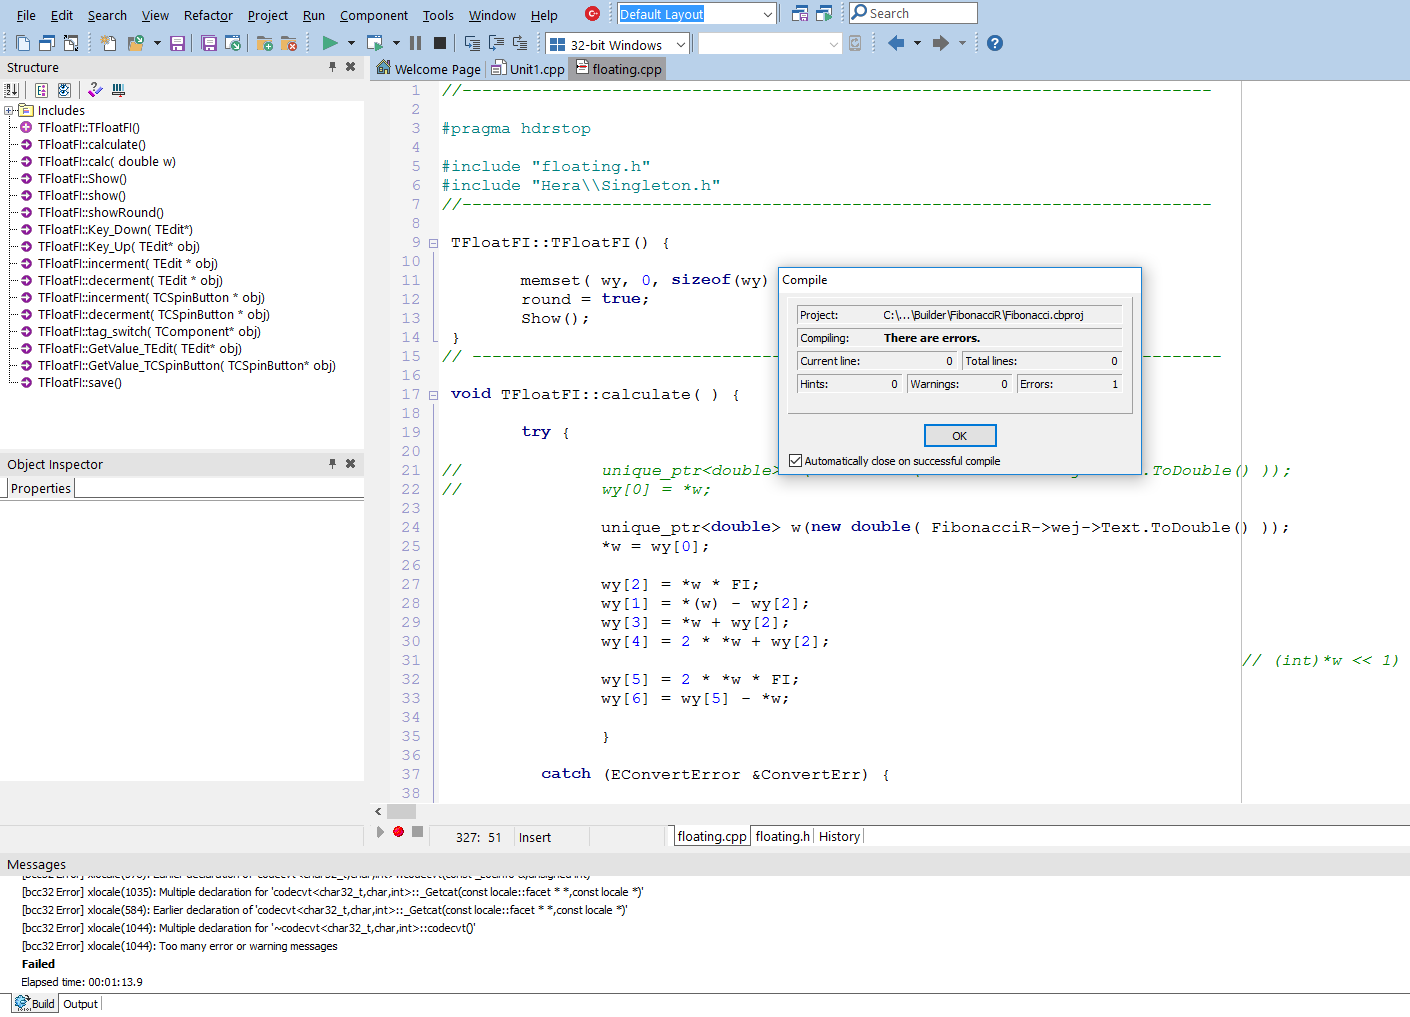 File Edit Search View Refactor Project Run Component Tools Window Help Default Layout Search
32-bit Windows
Structure
Welcome Page Unit1.cpp floating.cpp
Includes
TFloatFI::TFloatFI()
TFloatFI::calculate()
TFloatFI::calc( double w)
TFloatFI::Show()
TFloatFI::show()
TFloatFI::showRound()
TFloatFI::Key_Down( TEdit*)
TFloatFI::Key_Up( TEdit* obj)
TFloatFI::incerment( TEdit * obj)
TFloatFI::decerment( TEdit * obj)
TFloatFI::incerment( TCSpinButton * obj)
TFloatFI::decerment( TCSpinButton * obj)
TFloatFI::tag_switch( TComponent* obj)
TFloatFI::GetValue_TEdit( TEdit* obj)
TFloatFI::GetValue_TCSpinButton( TCSpinButton* obj)
TFloatFI::save()
Object Inspector
Properties
1 //---------------------------------------------------------------------------
2
3 #pragma hdrstop
4
5 #include "floating.h"
6 #include "Hera\\Singleton.h"
7 //---------------------------------------------------------------------------
8
9 TFloatFI::TFloatFI() {
10
11 memset( wy, 0, sizeof(wy)
12 round = true;
13 Show();
14 }
15 // ---------------------------------------------------------------------------
16
17 void TFloatFI::calculate( ) {
18
19 try {
20
21 // unique_ptr<double> .ToDouble() ));
22 // wy[0] = *w;
23
24 unique_ptr<double> w(new double( FibonacciR->wej->Text.ToDouble() ));
25 *w = wy[0];
26
27 wy[2] = *w * FI;
28 wy[1] = *(w) - wy[2];
29 wy[3] = *w + wy[2];
30 wy[4] = 2 * *w + wy[2];
31 // (int)*w << 1)
32 wy[5] = 2 * *w * FI;
33 wy[6] = wy[5] - *w;
34
35 }
36
37 catch (EConvertError &ConvertErr) {
38
Compile
Project: C:\...\Builder\FibonacciR\Fibonacci.cbproj
Compiling: There are errors.
Current line: 0 Total lines: 0
Hints: 0 Warnings: 0 Errors: 1
OK
Automatically close on successful compile
327: 51 Insert floating.cpp floating.h History
Messages
[bcc32 Error] xlocale(1035): Multiple declaration for 'codecvt<char32_t,char,int>::_Getcat(const locale::facet * *,const locale *)'
[bcc32 Error] xlocale(584): Earlier declaration of 'codecvt<char32_t,char,int>::_Getcat(const locale::facet * *,const locale *)'
[bcc32 Error] xlocale(1044): Multiple declaration for '~codecvt<char32_t,char,int>::codecvt()'
[bcc32 Error] xlocale(1044): Too many error or warning messages
Failed
Elapsed time: 00:01:13.9
Build Output